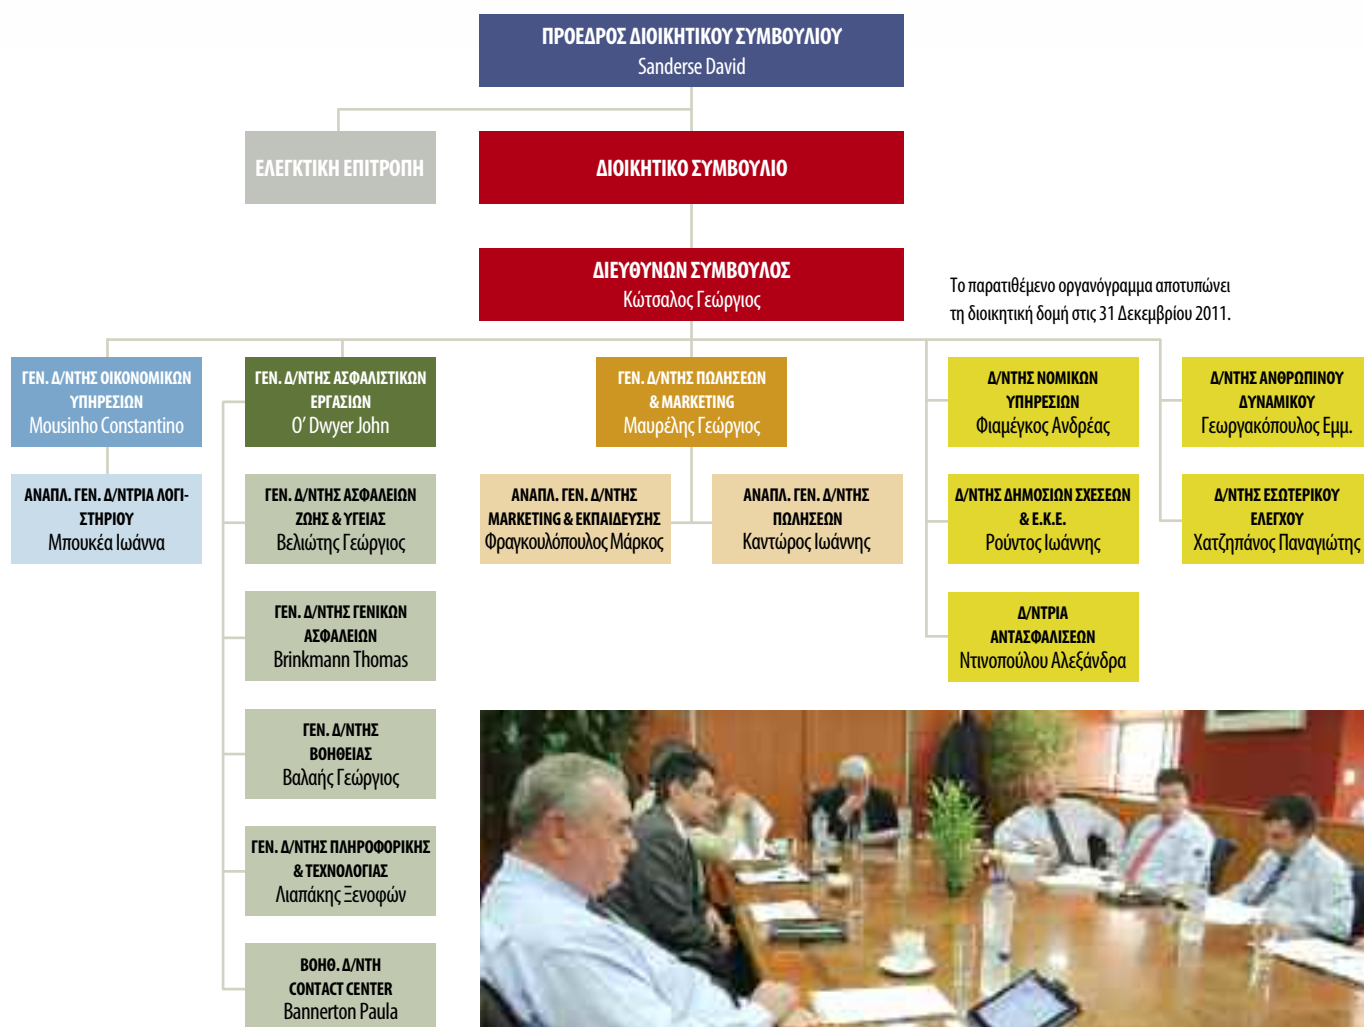 ΠΡΟΕΔΡΟΣ ΔΙΟΙΚΗΤΙΚΟΥ ΣΥΜΒΟΥΛΙΟΥ
Sanderse David
ΕΛΕΓΚΤΙΚΗ ΕΠΙΤΡΟΠΗ
ΔΙΟΙΚΗΤΙΚΟ ΣΥΜΒΟΥΛΙΟ
ΔΙΕΥΘΥΝΩΝ ΣΥΜΒΟΥΛΟΣ
Κώτσαλος Γεώργιος
Το παρατιθέμενο οργανόγραμμα αποτυπώνει
τη διοικητική δομή στις 31 Δεκεμβρίου 2011.
ΓΕΝ. Δ/ΝΤΗΣ ΟΙΚΟΝΟΜΙΚΩΝ
ΥΠΗΡΕΣΙΩΝ
Mousinho Constantino
ΓΕΝ. Δ/ΝΤΗΣ ΑΣΦΑΛΙΣΤΙΚΩΝ
ΕΡΓΑΣΙΩΝ
O' Dwyer John
ΓΕΝ. Δ/ΝΤΗΣ ΠΩΛΗΣΕΩΝ
& MARKETING
Μαυρέλης Γεώργιος
Δ/ΝΤΗΣ ΝΟΜΙΚΩΝ
ΥΠΗΡΕΣΙΩΝ
Φιαμέγκος Ανδρέας
Δ/ΝΤΗΣ ΑΝΘΡΩΠΙΝΟΥ
ΔΥΝΑΜΙΚΟΥ
Γεωργακόπουλος Εμμ.
ΑΝΑΠΛ. ΓΕΝ. Δ/ΝΤΡΙΑ ΛΟΓΙ-
ΣΤΗΡΙΟΥ
Μπουκέα Ιωάννα
ΓΕΝ. Δ/ΝΤΗΣ ΑΣΦΑΛΕΙΩΝ
ΖΩΗΣ & ΥΓΕΙΑΣ
Βελιώτης Γεώργιος
ΑΝΑΠΛ. ΓΕΝ. Δ/ΝΤΗΣ
MARKETING & ΕΚΠΑΙΔΕΥΣΗΣ
Φραγκουλόπουλος Μάρκος
ΑΝΑΠΛ. ΓΕΝ. Δ/ΝΤΗΣ
ΠΩΛΗΣΕΩΝ
Καντώρος Ιωάννης
Δ/ΝΤΗΣ ΔΗΜΟΣΙΩΝ ΣΧΕΣΕΩΝ
& Ε.Κ.Ε.
Ρούντος Ιωάννης
Δ/ΝΤΗΣ ΕΣΩΤΕΡΙΚΟΥ
ΕΛΕΓΧΟΥ
Χατζηπάνος Παναγιώτης
ΓΕΝ. Δ/ΝΤΗΣ ΓΕΝΙΚΩΝ
ΑΣΦΑΛΕΙΩΝ
Brinkmann Thomas
Δ/ΝΤΡΙΑ
ΑΝΤΑΣΦΑΛΙΣΕΩΝ
Ντινοπούλου Αλεξάνδρα
ΓΕΝ. Δ/ΝΤΗΣ
ΒΟΗΘΕΙΑΣ
Βαλαής Γεώργιος
ΓΕΝ. Δ/ΝΤΗΣ ΠΛΗΡΟΦΟΡΙΚΗΣ
& ΤΕΧΝΟΛΟΓΙΑΣ
Λιαπάκης Ξενοφών
ΒΟΗΘ. Δ/ΝΤΗ
CONTACT CENTER
Bannerton Paula